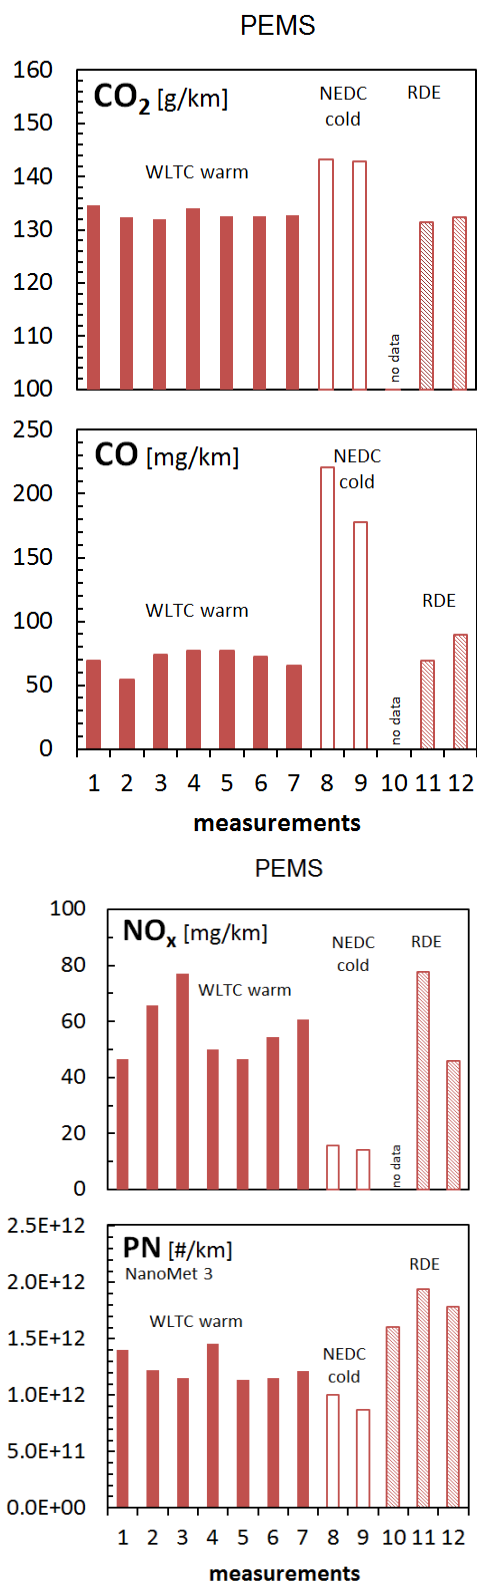 PEMS
CO2 [g/km]
NEDC
cold
RDE
WLTC warm
160
150
140
130
120
110
100
no data
CO [mg/km]
NEDC
cold
WLTC warm
RDE
250
200
150
100
50
0
no data
1 2 3 4 5 6 7 8 9 10 11 12
measurements
PEMS
NOx [mg/km]
NEDC
cold
RDE
WLTC warm
100
80
60
40
20
0
no data
PN [#/km]
NanoMet 3
RDE
WLTC warm
NEDC
cold
2.5E+12
2.0E+12
1.5E+12
1.0E+12
5.0E+11
0.0E+00
1 2 3 4 5 6 7 8 9 10 11 12
measurements